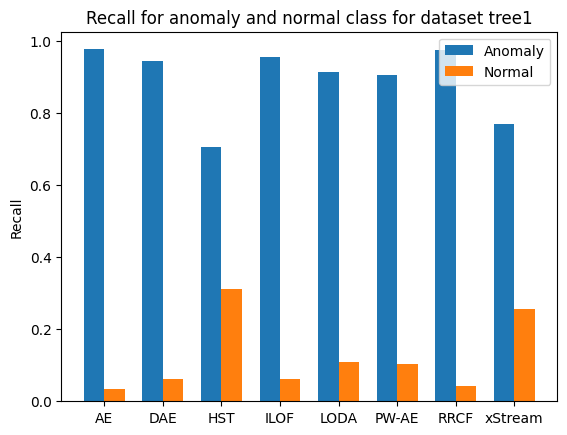 Recall for anomaly and normal class for dataset tree1
Anomaly
Normal
Recall
1.0
0.8
0.6
0.4
0.2
0.0
AE DAE HST ILOF LODA PW-AE RRCF xStream